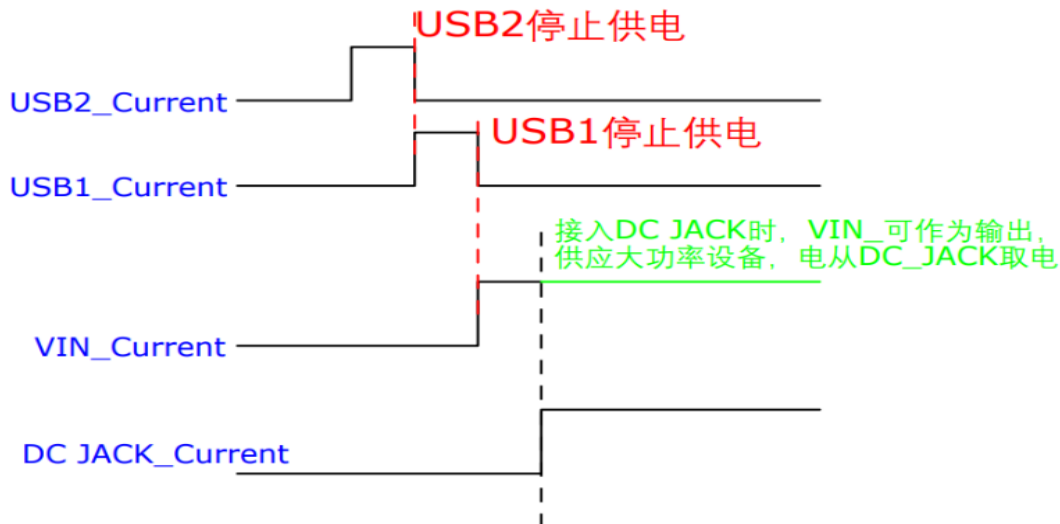 USB2停止供电
USB2_Current
USB1停止供电
USB1_Current
接入DC JACK时，VIN_可作为输出，
供应大功率设备，电从DC_JACK取电
VIN_Current
DC JACK_Current